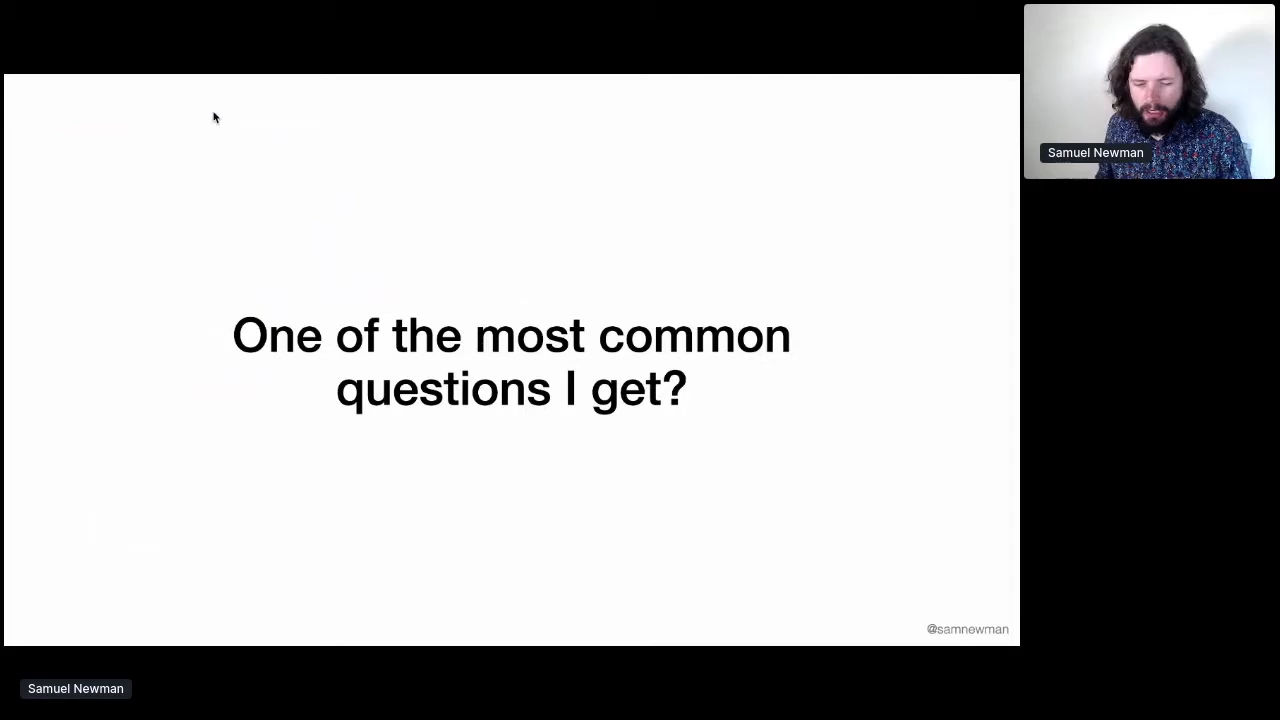 Samuel Newman
One of the most common
questions I get?
@samnewman
Samuel Newman